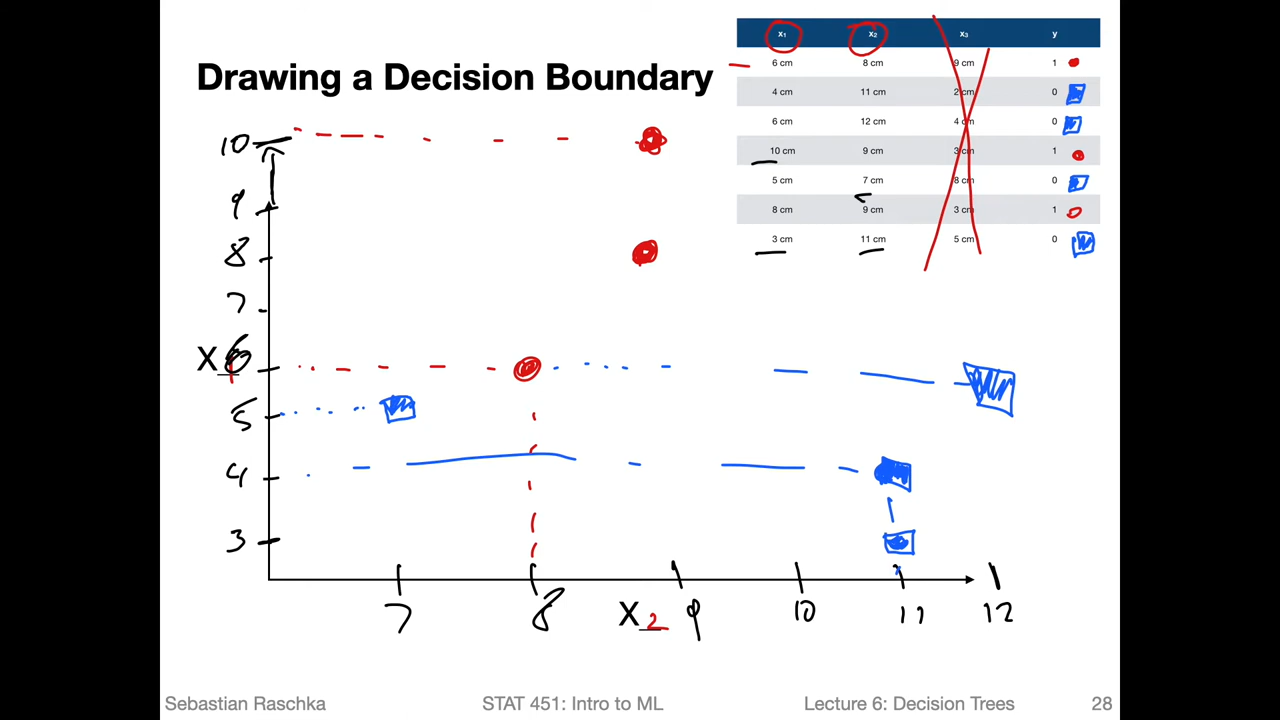 Drawing a Decision Boundary
x₁ x₂ x₃ y
6 cm 8 cm 9 cm 1
4 cm 11 cm 2 cm 0
6 cm 12 cm 4 cm 0
10 cm 9 cm 3 cm 1
5 cm 7 cm 8 cm 0
8 cm 9 cm 3 cm 1
3 cm 11 cm 5 cm 0
10
9
8
7
X_1 6
5
4
3
7 8 9 10 11 12
X_2
Sebastian Raschka STAT 451: Intro to ML Lecture 6: Decision Trees 28